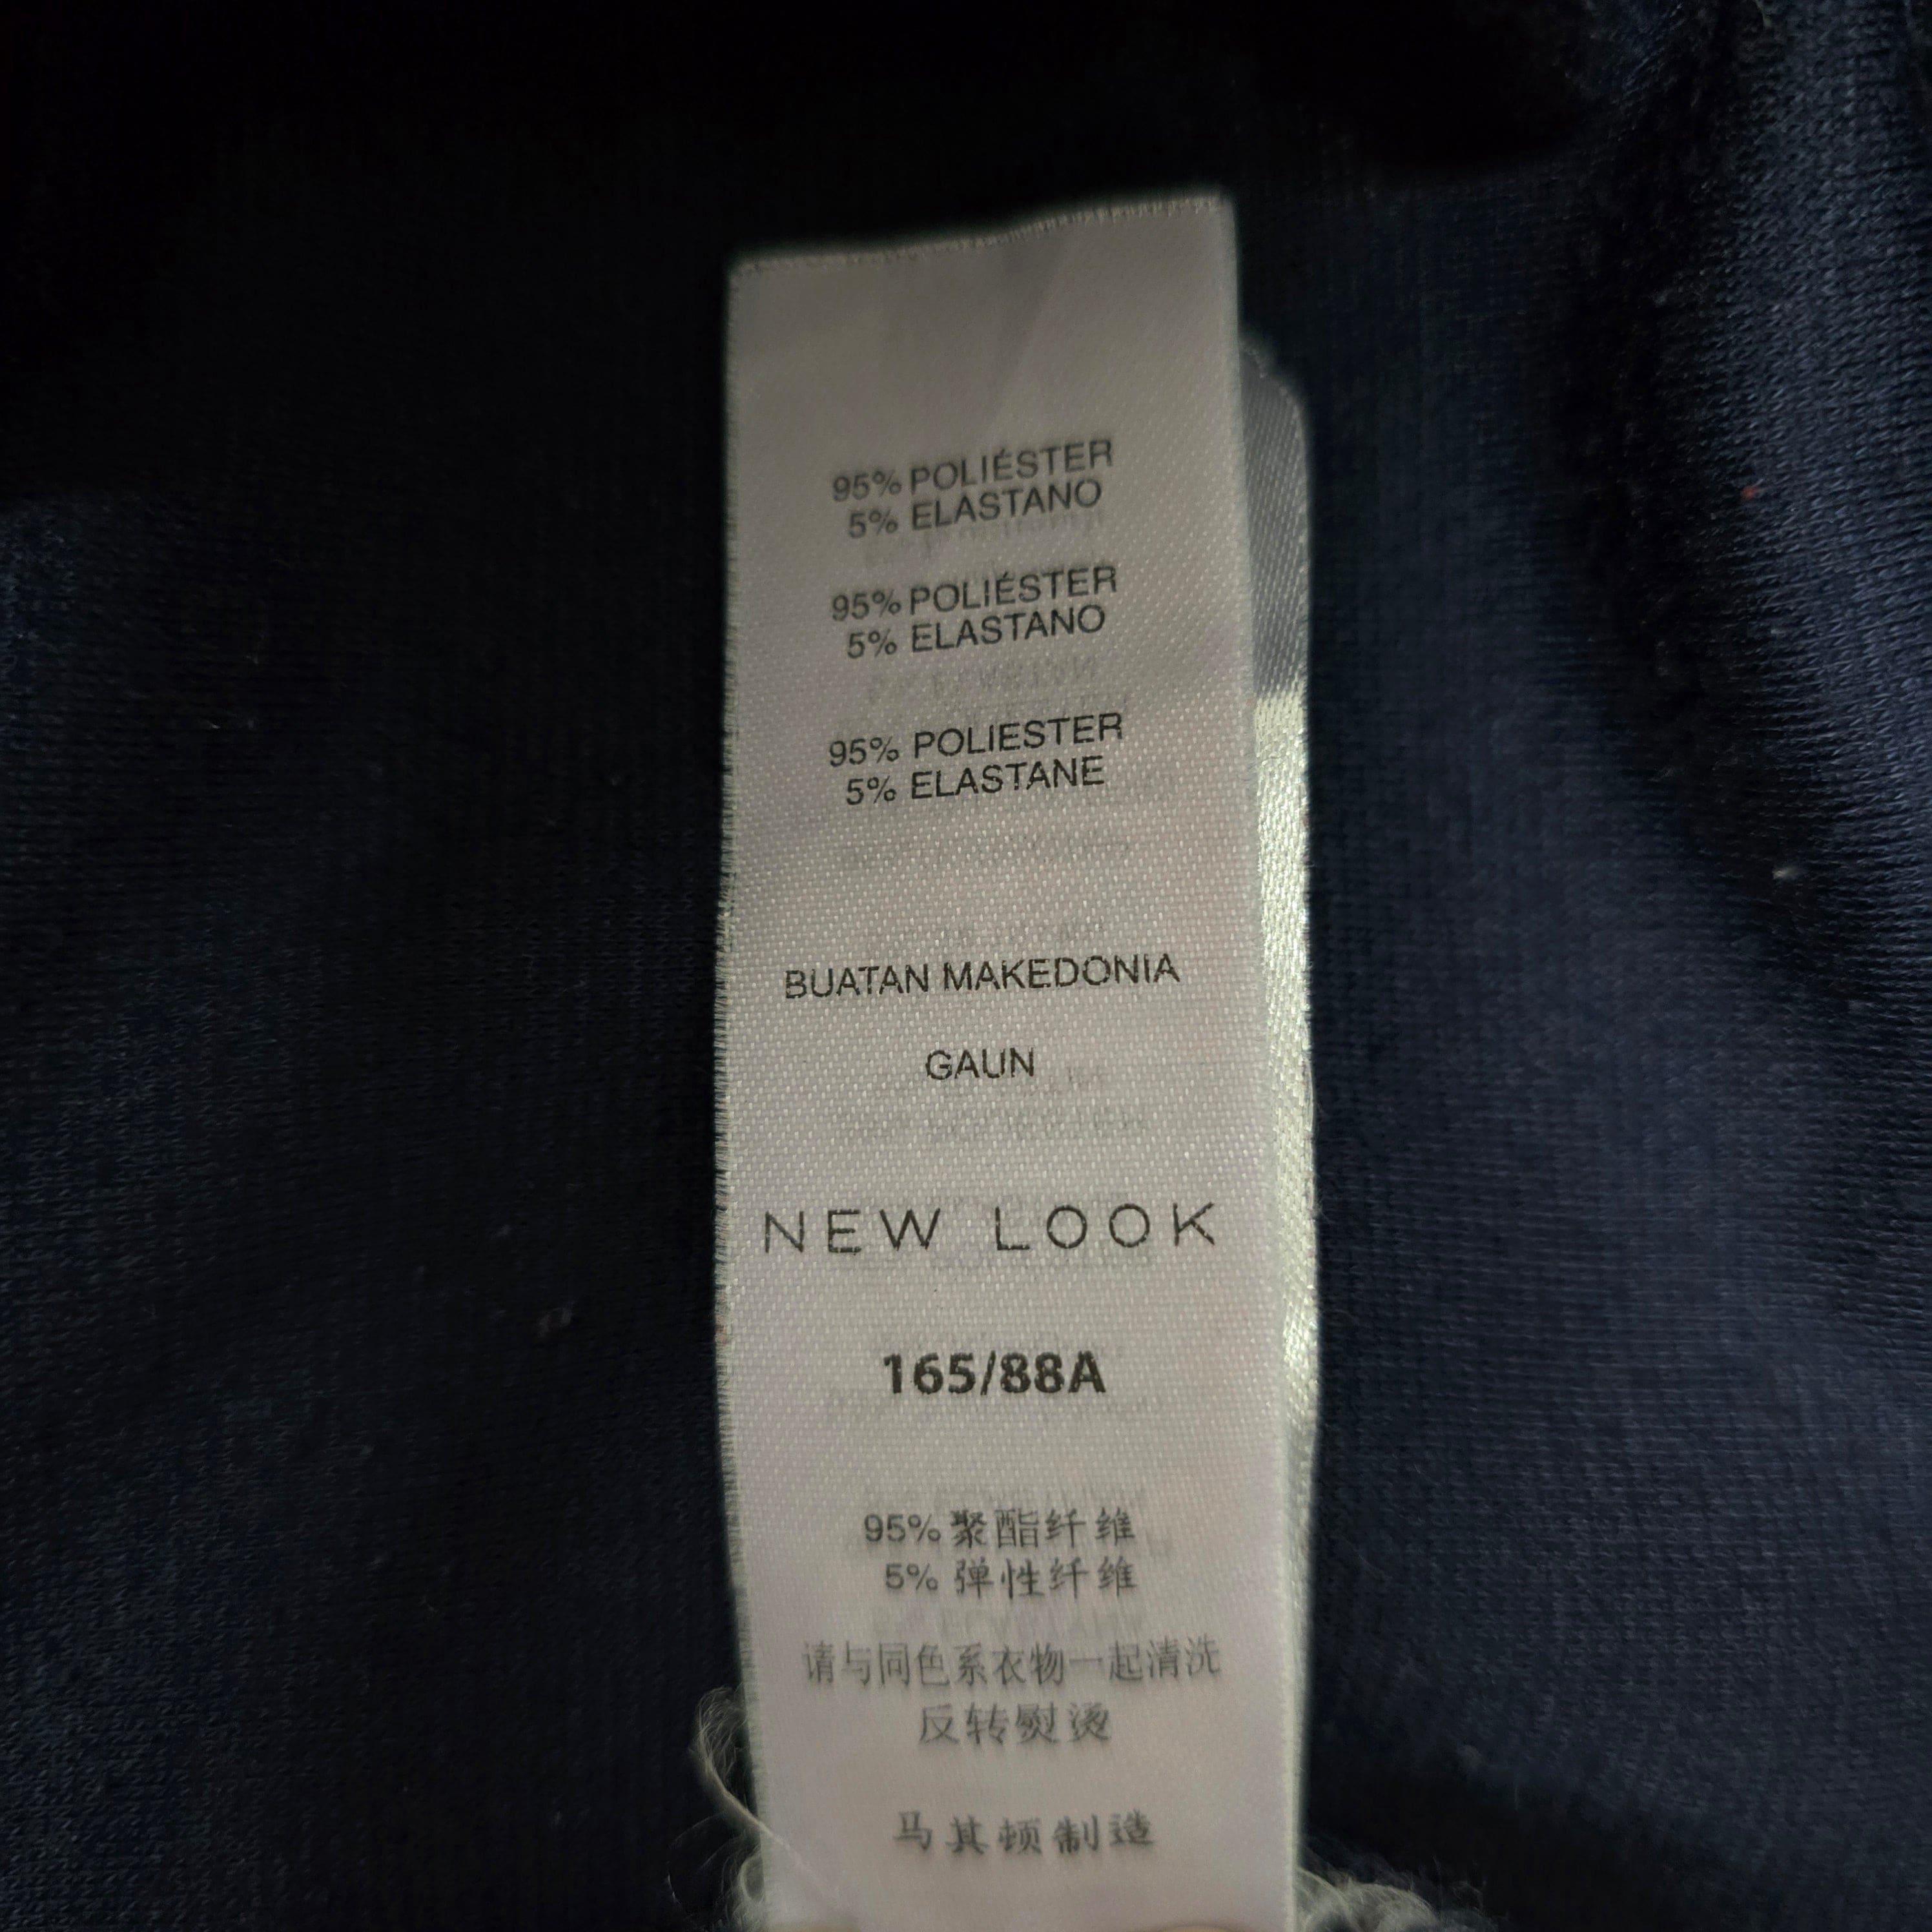 95% POLIÉSTER
5% ELASTANO
95% POLIÉSTER
5% ELASTANO
95% POLIESTER
5% ELASTANE
BUATAN MAKEDONIA
GAUN
NEW LOOK
165/88A
95% 聚酯纤维
5% 弹性纤维
请与同色系衣物一起清洗
反转熨烫
马其顿制造